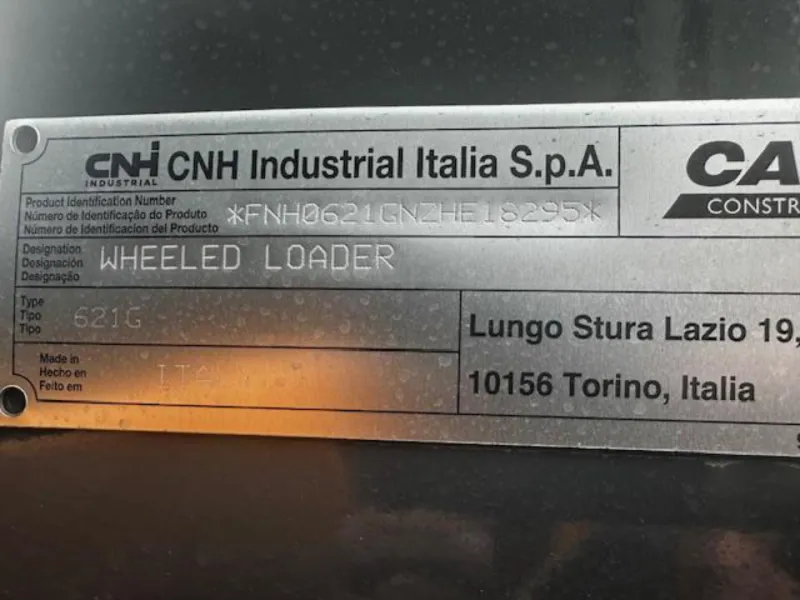 CNH INDUSTRIAL CNH Industrial Italia S.p.A.
CA
CONSTR
Product Identification Number
Número de Identificação do Produto
Número de Identificacion del Producto
*FNH0621GNZHE18295*
Designation
Designación
Designação
WHEELED LOADER
Type
Tipo
Tipo
621G
Lungo Stura Lazio 19,
10156 Torino, Italia
Made in
Hecho en
Feito em